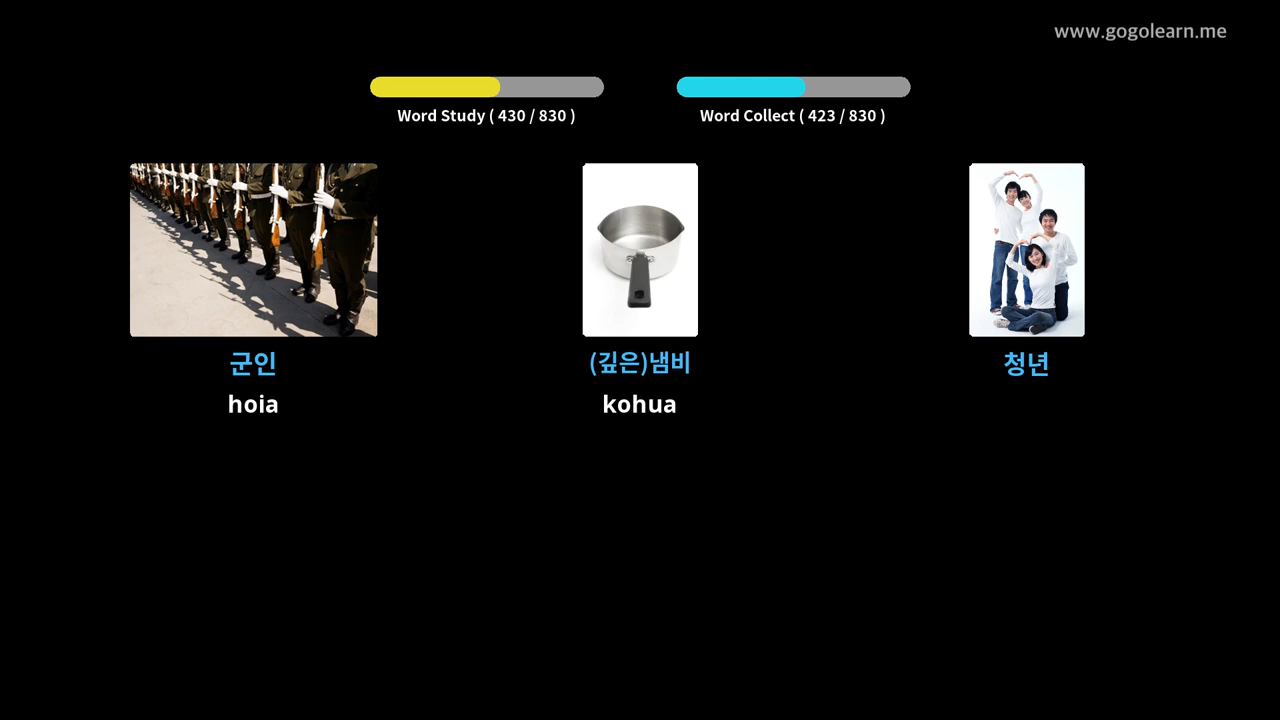 www.gogolearn.me
Word Study ( 430 / 830 )
Word Collect ( 423 / 830 )
군인
(깊은)냄비
청년
hoia
kohua